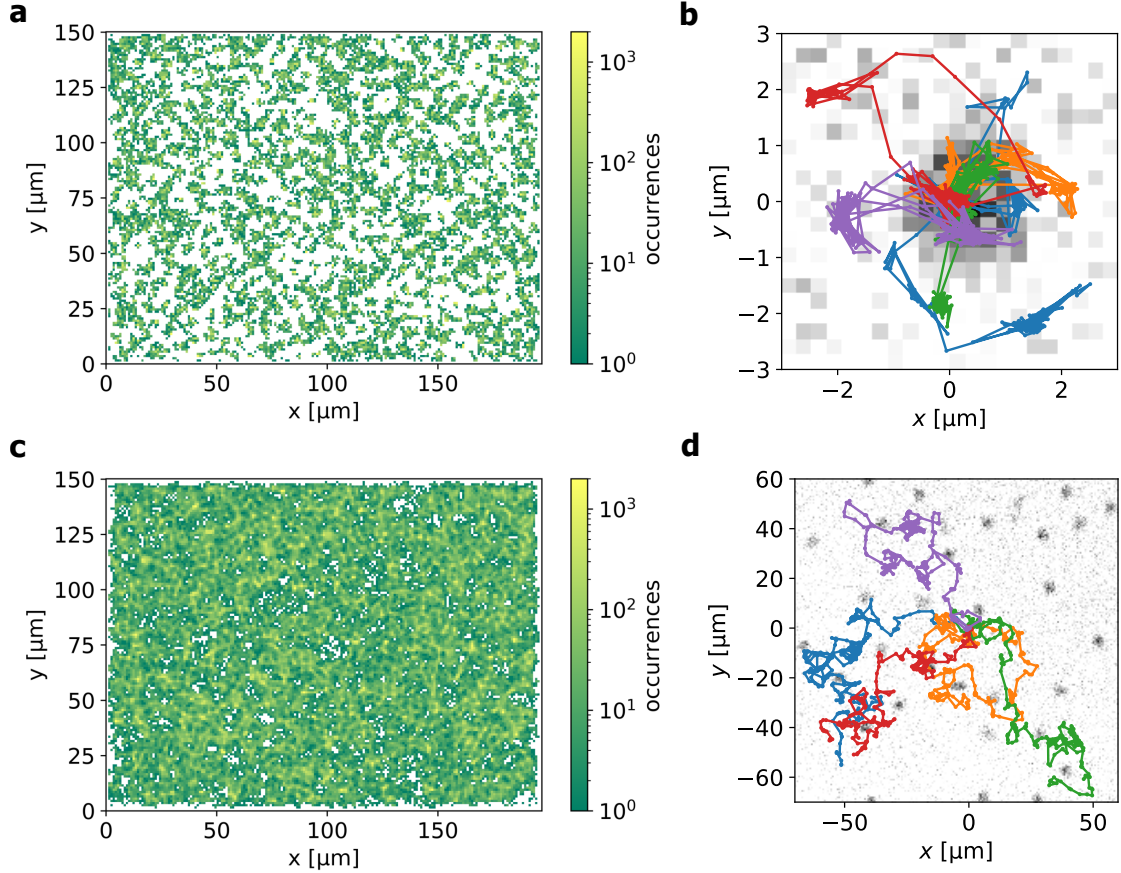 a
150
125
100
75
50
25
0
y [μm]
0 50 100 150
x [μm]
10³
10²
10¹
10⁰
occurrences
b
3
2
1
0
−1
−2
−3
y [μm]
−2 0 2
x [μm]
c
150
125
100
75
50
25
0
y [μm]
0 50 100 150
x [μm]
10³
10²
10¹
10⁰
occurrences
d
60
40
20
0
−20
−40
−60
y [μm]
−50 0 50
x [μm]